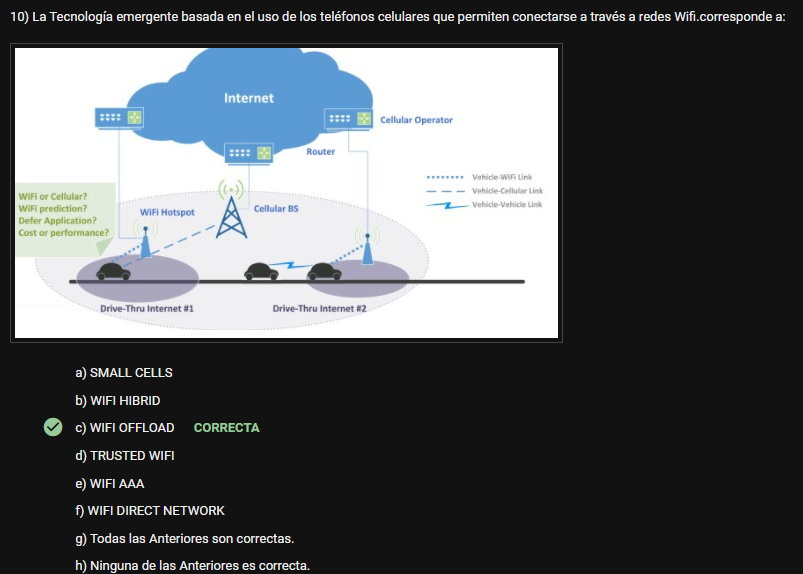 10) La Tecnología emergente basada en el uso de los teléfonos celulares que permiten conectarse a través a redes Wifi.corresponde a:
Internet
Cellular Operator
Router
Vehicle-WiFi Link
Vehicle-Cellular Link
Vehicle-Vehicle Link
WiFi or Cellular?
WiFi prediction?
Defer Application?
Cost or performance?
WiFi Hotspot
Cellular BS
Drive-Thru Internet #1
Drive-Thru Internet #2
a) SMALL CELLS
b) WIFI HIBRID
c) WIFI OFFLOAD CORRECTA
d) TRUSTED WIFI
e) WIFI AAA
f) WIFI DIRECT NETWORK
g) Todas las Anteriores son correctas.
h) Ninguna de las Anteriores es correcta.